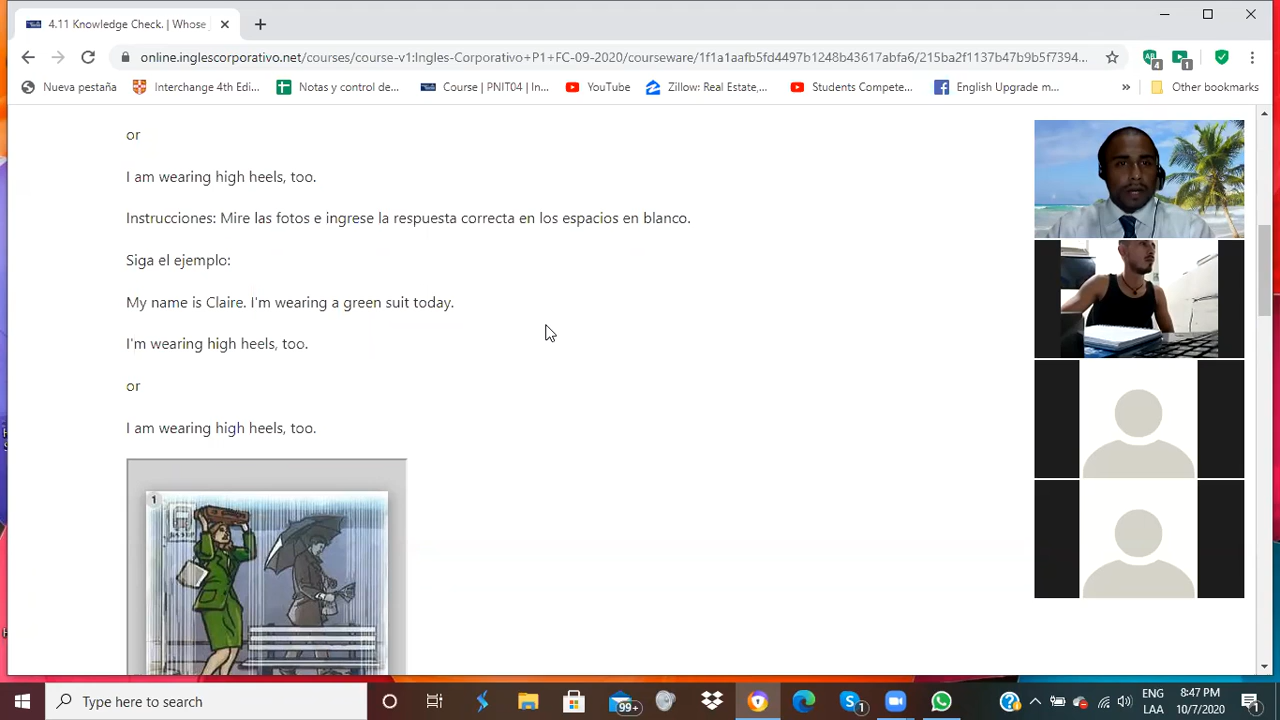 4.11 Knowledge Check. | Whose
online.inglescorporativo.net/courses/course-v1:Ingles-Corporativo+P1+FC-09-2020/courseware/1f1a1aafb5fd4497b1248b43617abfa6/215ba2f1137b47b9b5f7394...
4
1
Nueva pestaña
Interchange 4th Edi...
Notas y control de...
Course | PNIT04 | In...
YouTube
Zillow: Real Estate,...
Students Compete...
English Upgrade m...
»
Other bookmarks
or
I am wearing high heels, too.
Instrucciones: Mire las fotos e ingrese la respuesta correcta en los espacios en blanco.
Siga el ejemplo:
My name is Claire. I'm wearing a green suit today.
I'm wearing high heels, too.
or
I am wearing high heels, too.
1
Type here to search
99+
1
ENG
LAA
8:47 PM
10/7/2020
1